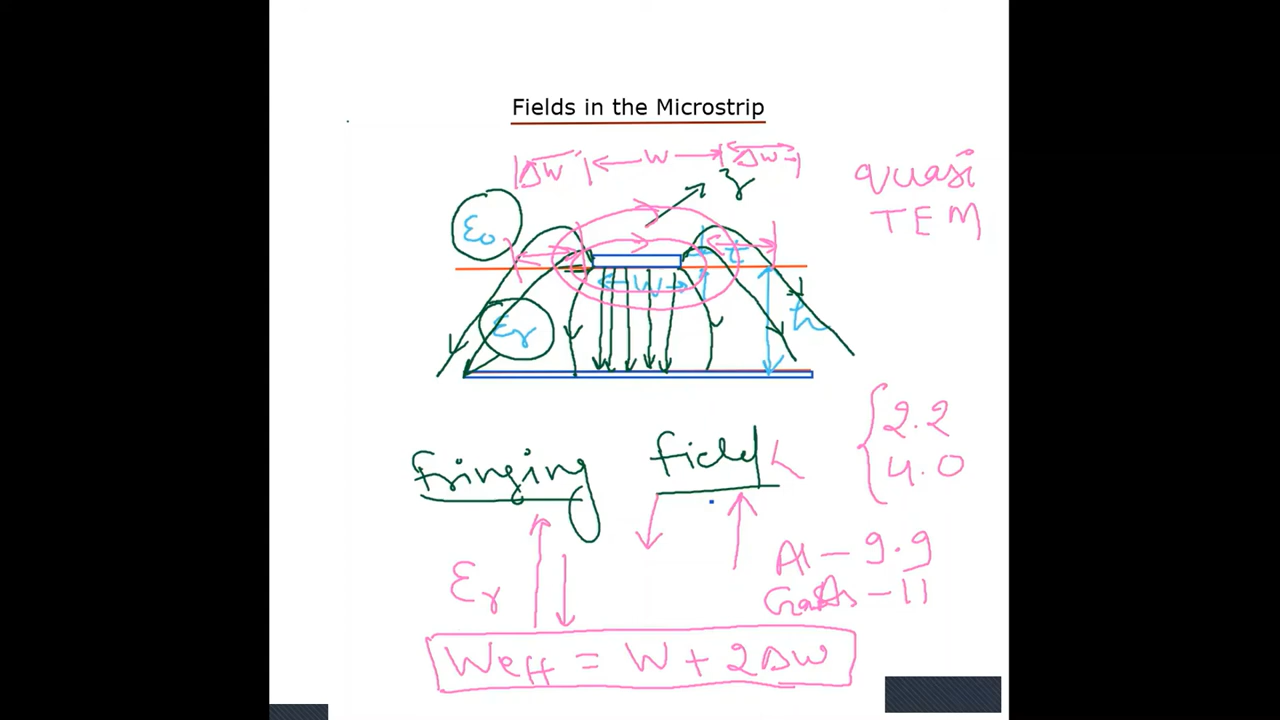 Fields in the Microstrip
ΔW W ΔW
quasi
TEM
z
ε0
t
W
εr
h
Fringing field h
{2.2
4.0
εr
Al - 9.9
GaAs - 11
Weff = W + 2ΔW